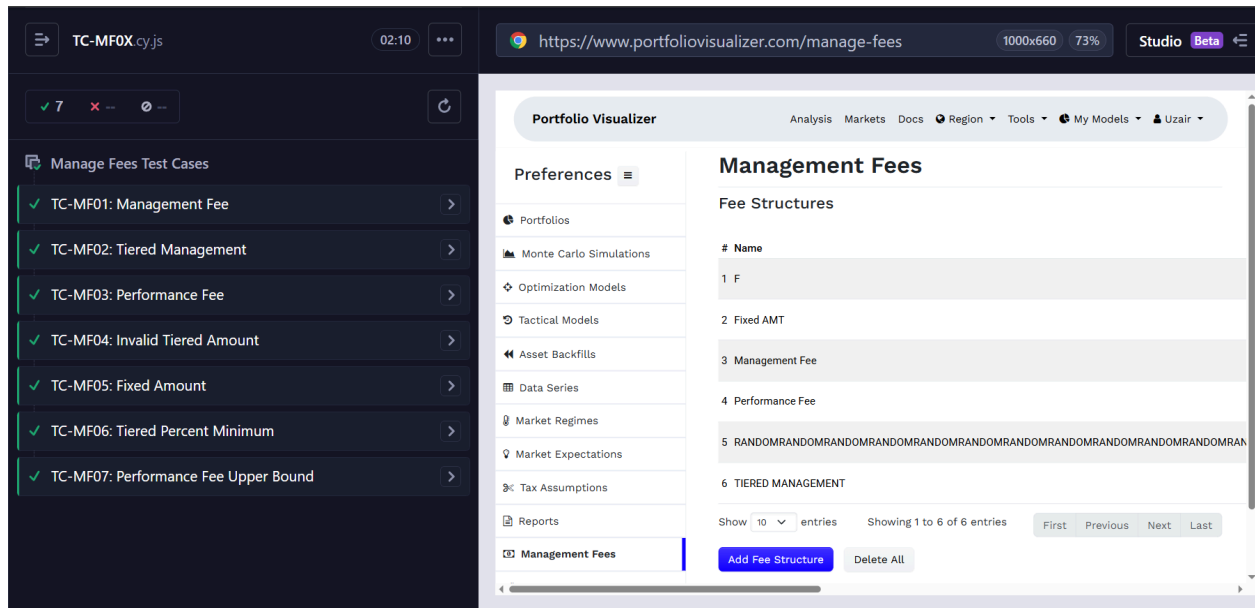 TC-MF0X.cy.js
02:10
https://www.portfoliovisualizer.com/manage-fees
1000x660
73%
Studio Beta
7 -- --
Manage Fees Test Cases
TC-MF01: Management Fee
TC-MF02: Tiered Management
TC-MF03: Performance Fee
TC-MF04: Invalid Tiered Amount
TC-MF05: Fixed Amount
TC-MF06: Tiered Percent Minimum
TC-MF07: Performance Fee Upper Bound
Portfolio Visualizer
Analysis Markets Docs Region Tools My Models Uzair
Preferences
Portfolios
Monte Carlo Simulations
Optimization Models
Tactical Models
Asset Backfills
Data Series
Market Regimes
Market Expectations
Tax Assumptions
Reports
Management Fees
Management Fees
Fee Structures
# Name
1 F
2 Fixed AMT
3 Management Fee
4 Performance Fee
5 RANDOMRANDOMRANDOMRANDOMRANDOMRANDOMRANDOMRANDOMRANDOMRANDOMRANDOMRAN
6 TIERED MANAGEMENT
Show 10 entries
Showing 1 to 6 of 6 entries
First Previous Next Last
Add Fee Structure
Delete All